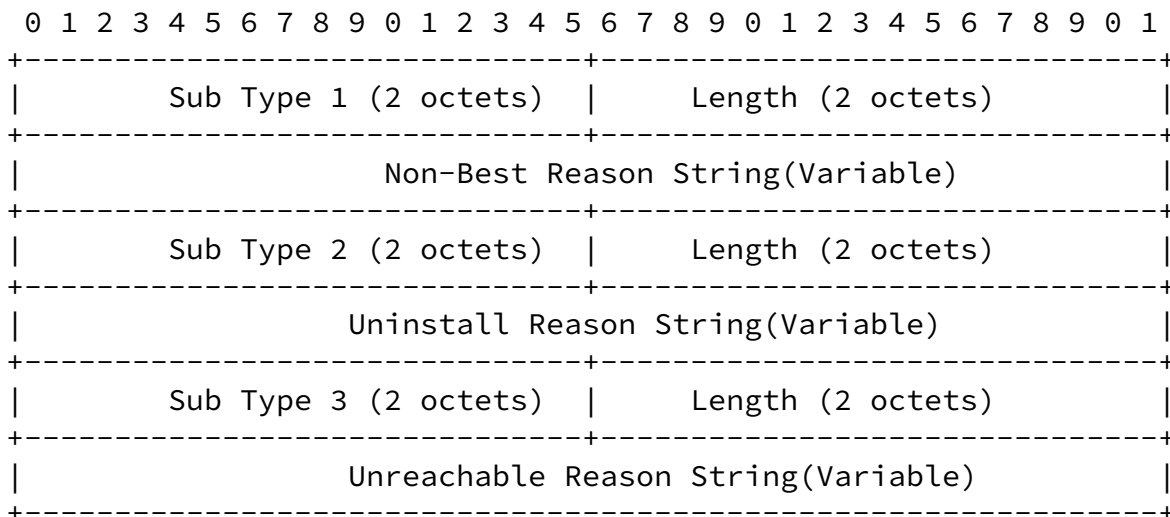 0 1 2 3 4 5 6 7 8 9 0 1 2 3 4 5 6 7 8 9 0 1 2 3 4 5 6 7 8 9 0 1
+-------------------------------+-------------------------------+
|        Sub Type 1 (2 octets)  |     Length (2 octets)         |
+-------------------------------+-------------------------------+
|                    Non-Best Reason String(Variable)           |
+-------------------------------+-------------------------------+
|        Sub Type 2 (2 octets)  |     Length (2 octets)         |
+-------------------------------+-------------------------------+
|                  Uninstall Reason String(Variable)            |
+-------------------------------+-------------------------------+
|        Sub Type 3 (2 octets)  |     Length (2 octets)         |
+-------------------------------+-------------------------------+
|                  Unreachable Reason String(Variable)          |
+---------------------------------------------------------------+